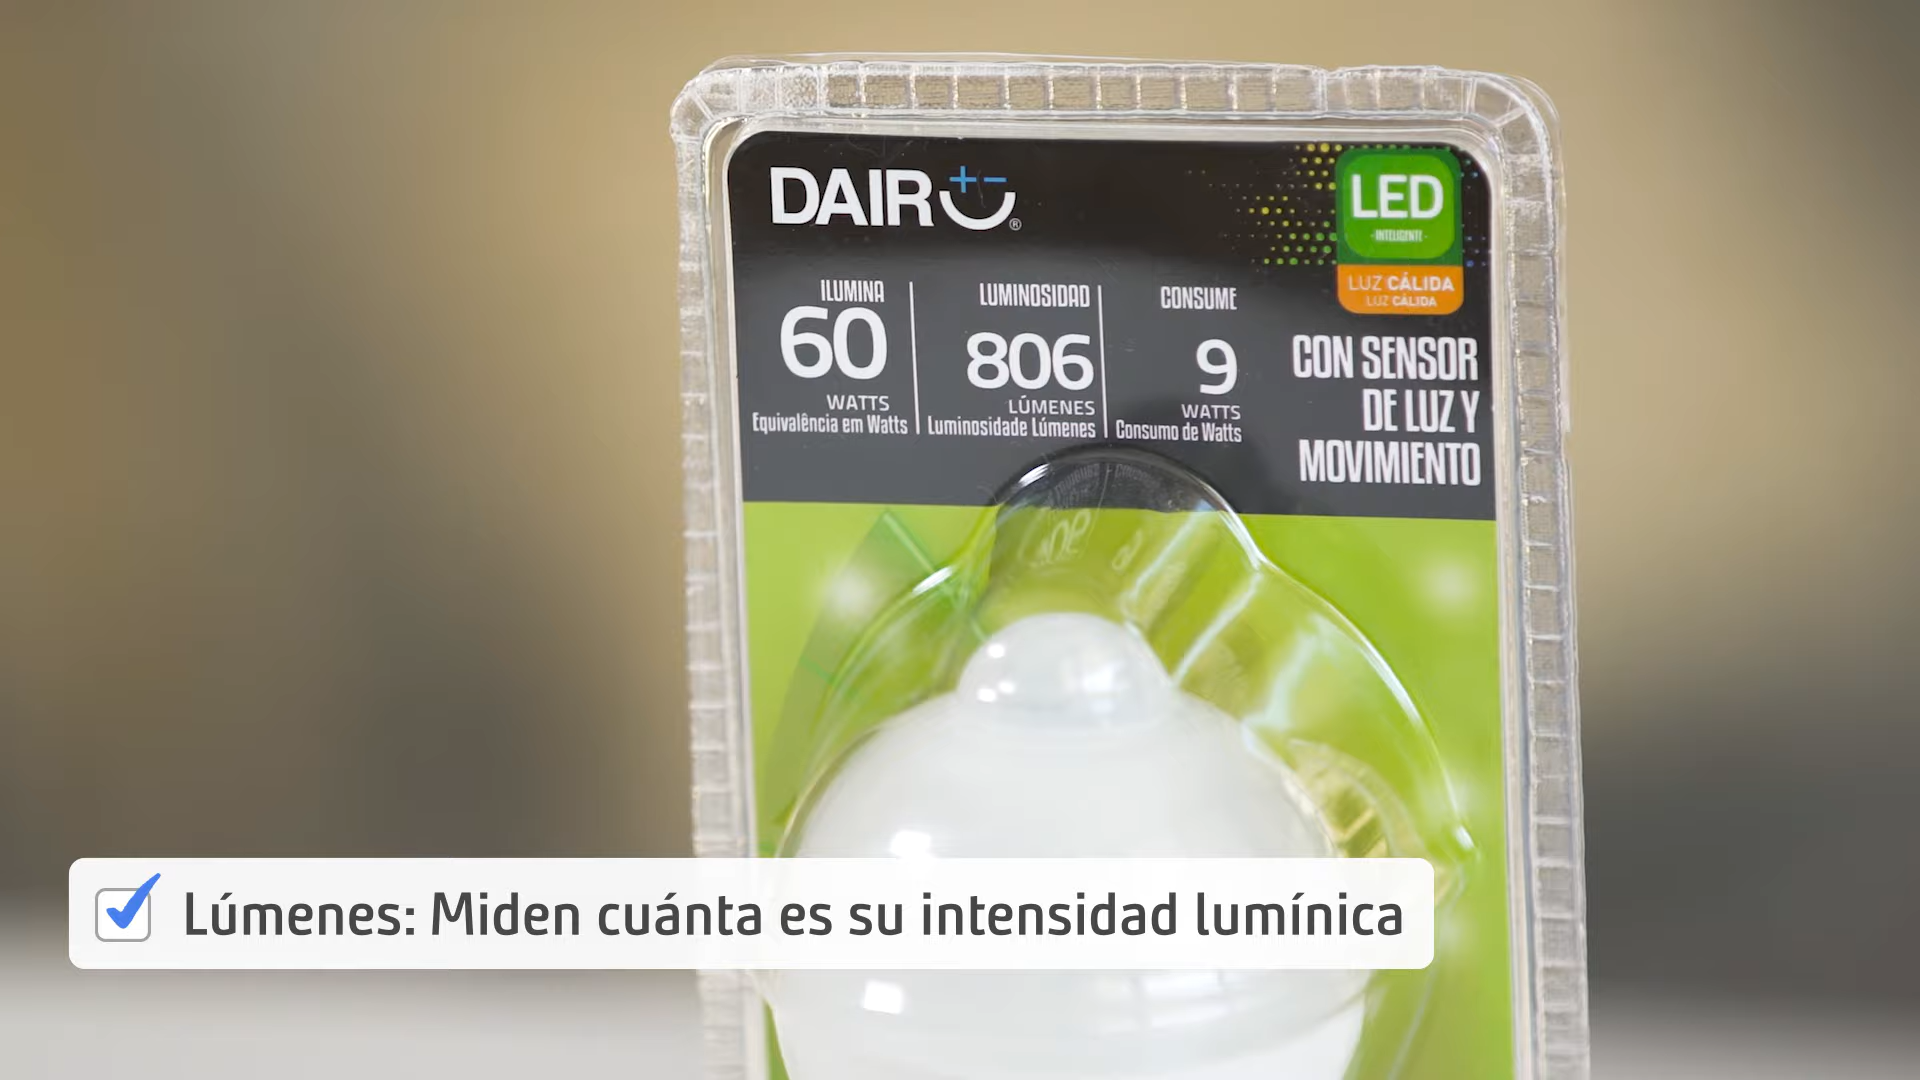 DAIRU®
+ −
LED
-INTELIGENTE-
LUZ CÁLIDA
LUZ CÁLIDA
ILUMINA
60
WATTS
Equivalência em Watts
LUMINOSIDAD
806
LÚMENES
Luminosidade Lúmenes
CONSUME
9
WATTS
Consumo de Watts
CON SENSOR
DE LUZ Y
MOVIMIENTO
Lúmenes: Miden cuánta es su intensidad lumínica